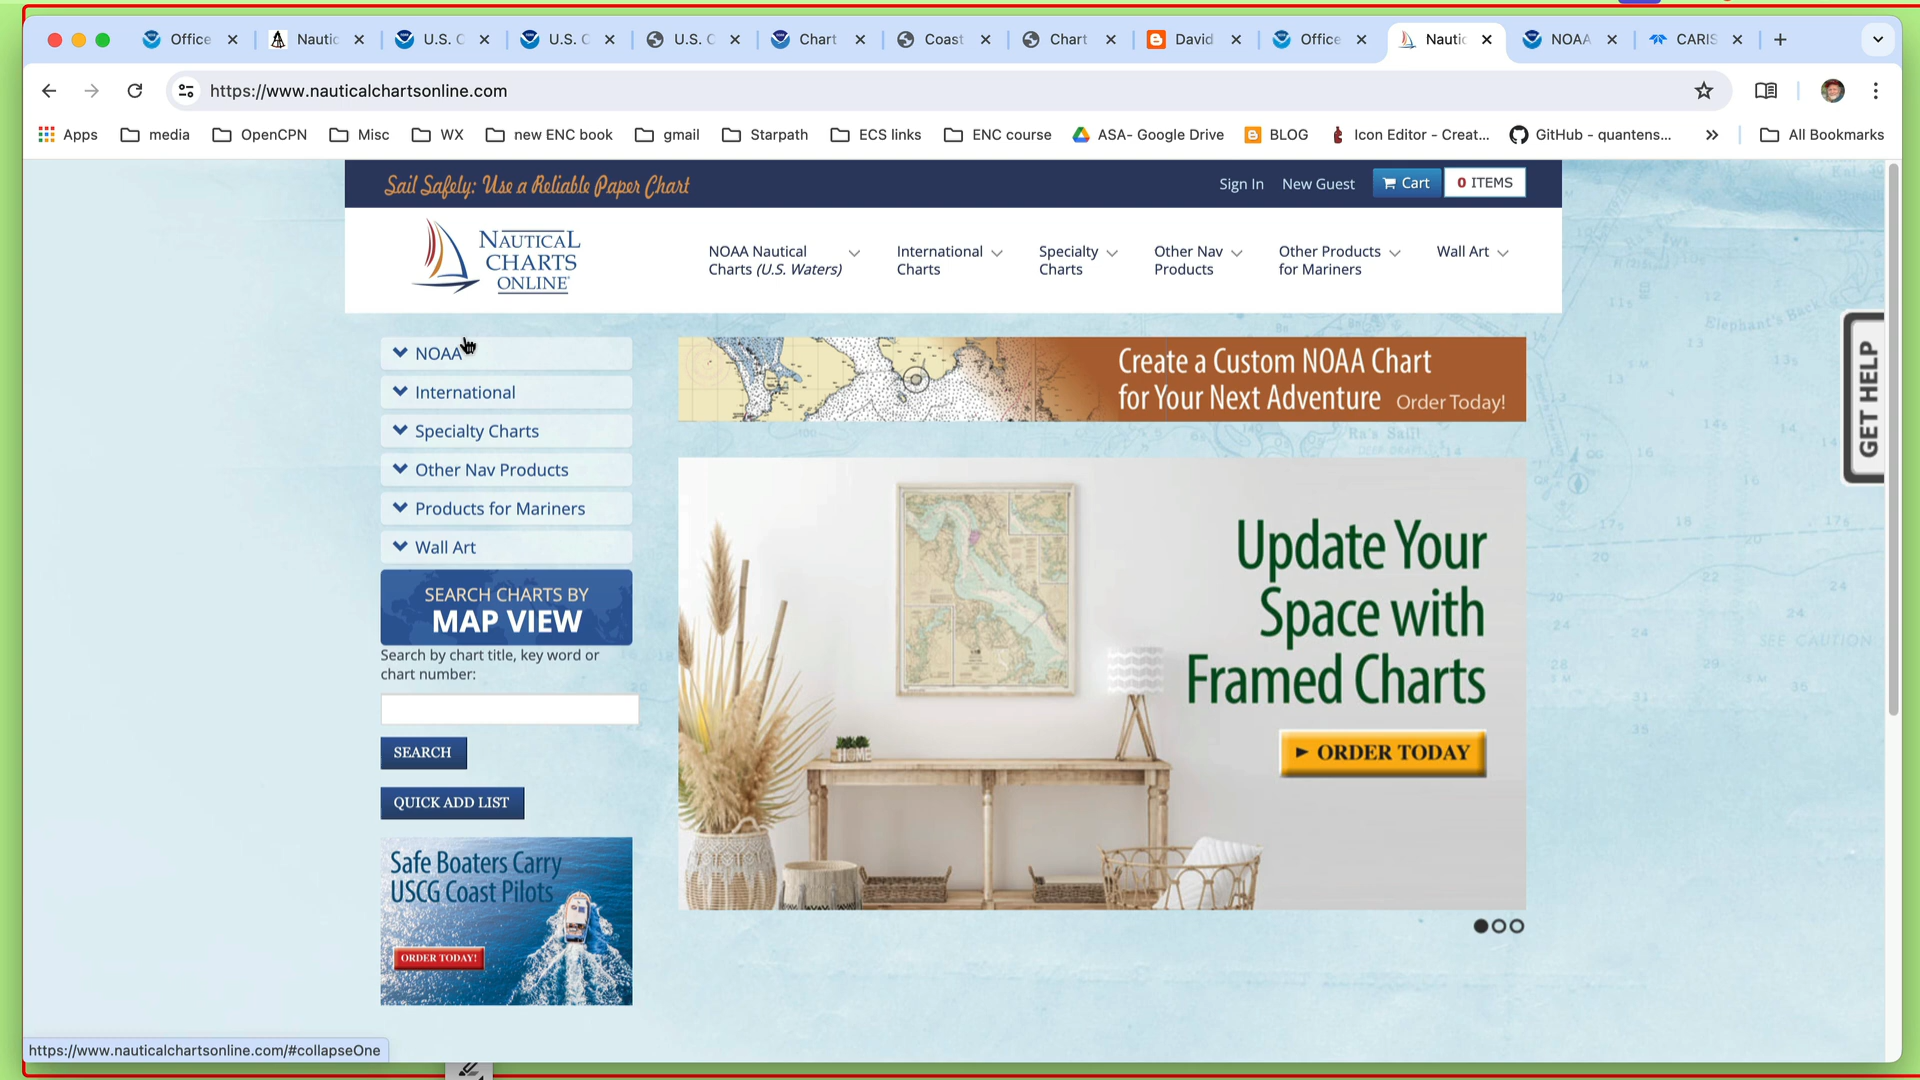 Office
Nautic
U.S. C
U.S. C
U.S. C
Chart
Coast
Chart
David
Office
Nautic
NOAA
CARIS
https://www.nauticalchartsonline.com
Apps
media
OpenCPN
Misc
WX
new ENC book
gmail
Starpath
ECS links
ENC course
ASA- Google Drive
BLOG
Icon Editor - Creat...
GitHub - quantens...
All Bookmarks
Sail Safely: Use a Reliable Paper Chart
Sign In
New Guest
Cart
0 ITEMS
NAUTICAL
CHARTS
ONLINE
NOAA Nautical
Charts (U.S. Waters)
International
Charts
Specialty
Charts
Other Nav
Products
Other Products
for Mariners
Wall Art
NOAA
International
Specialty Charts
Other Nav Products
Products for Mariners
Wall Art
SEARCH CHARTS BY
MAP VIEW
Search by chart title, key word or
chart number:
SEARCH
QUICK ADD LIST
Safe Boaters Carry
USCG Coast Pilots
ORDER TODAY!
Create a Custom NOAA Chart
for Your Next Adventure Order Today!
HOME
Update Your
Space with
Framed Charts
ORDER TODAY
GET HELP
SEE CAUTION
https://www.nauticalchartsonline.com/#collapseOne